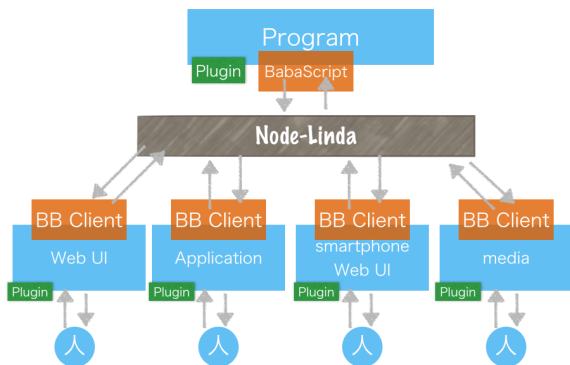 Program
Plugin
BabaScript
Node-Linda
BB Client
BB Client
BB Client
BB Client
Web UI
Application
smartphone
Web UI
media
Plugin
Plugin
Plugin
Plugin
人
人
人
人